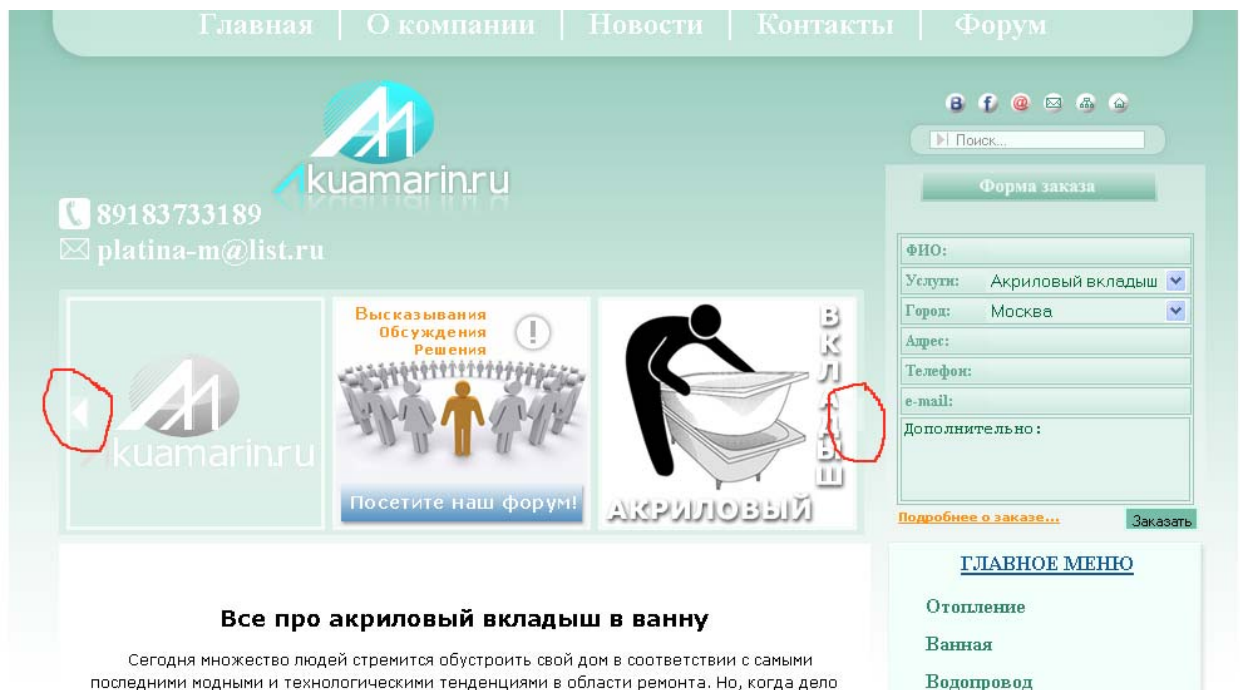 Главная | О компании | Новости | Контакты | Форум
Akuamarin.ru
Поиск...
89183733189
platina-m@list.ru
Форма заказа
ФИО:
Услуги: Акриловый вкладыш
Город: Москва
Адрес:
Телефон:
e-mail:
Дополнительно:
Подробнее о заказе...
Заказать
Akuamarin.ru
Высказывания
Обсуждения
Решения
Посетите наш форум!
АКРИЛОВЫЙ
ВКЛАДЫШ
Все про акриловый вкладыш в ванну
Сегодня множество людей стремится обустроить свой дом в соответствии с самыми
последними модными и технологическими тенденциями в области ремонта. Но, когда дело
ГЛАВНОЕ МЕНЮ
Отопление
Ванная
Водопровод